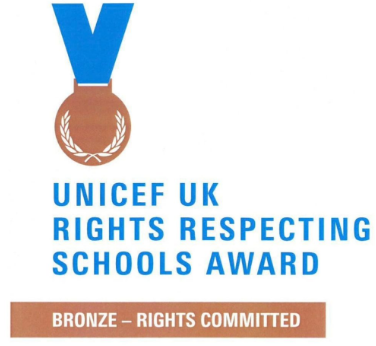 UNICEF UK
RIGHTS RESPECTING
SCHOOLS AWARD
BRONZE – RIGHTS COMMITTED